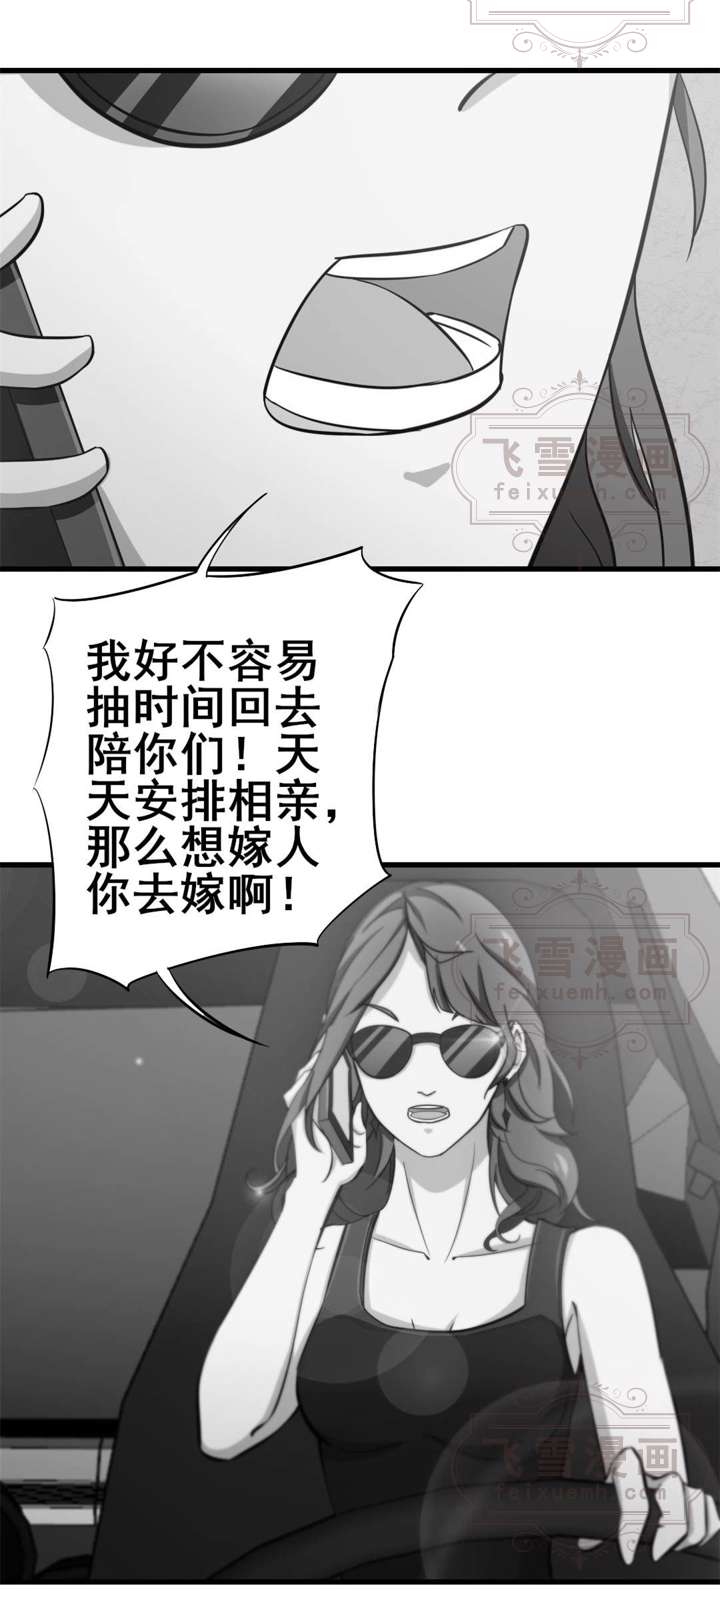 飞雪漫画
feixuemh.com
我好不容易
抽时间回去
陪你们！天
天安排相亲，
那么想嫁人
你去嫁啊！
飞雪漫画
feixuemh.com
飞雪漫画
feixuemh.com